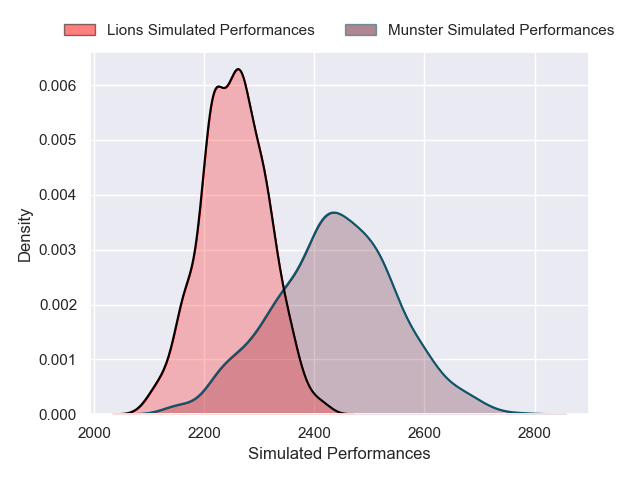 Lions Simulated Performances Munster Simulated Performances
0.006
0.005
0.004
0.003
0.002
0.001
0.000
Density
2000 2200 2400 2600 2800
Simulated Performances